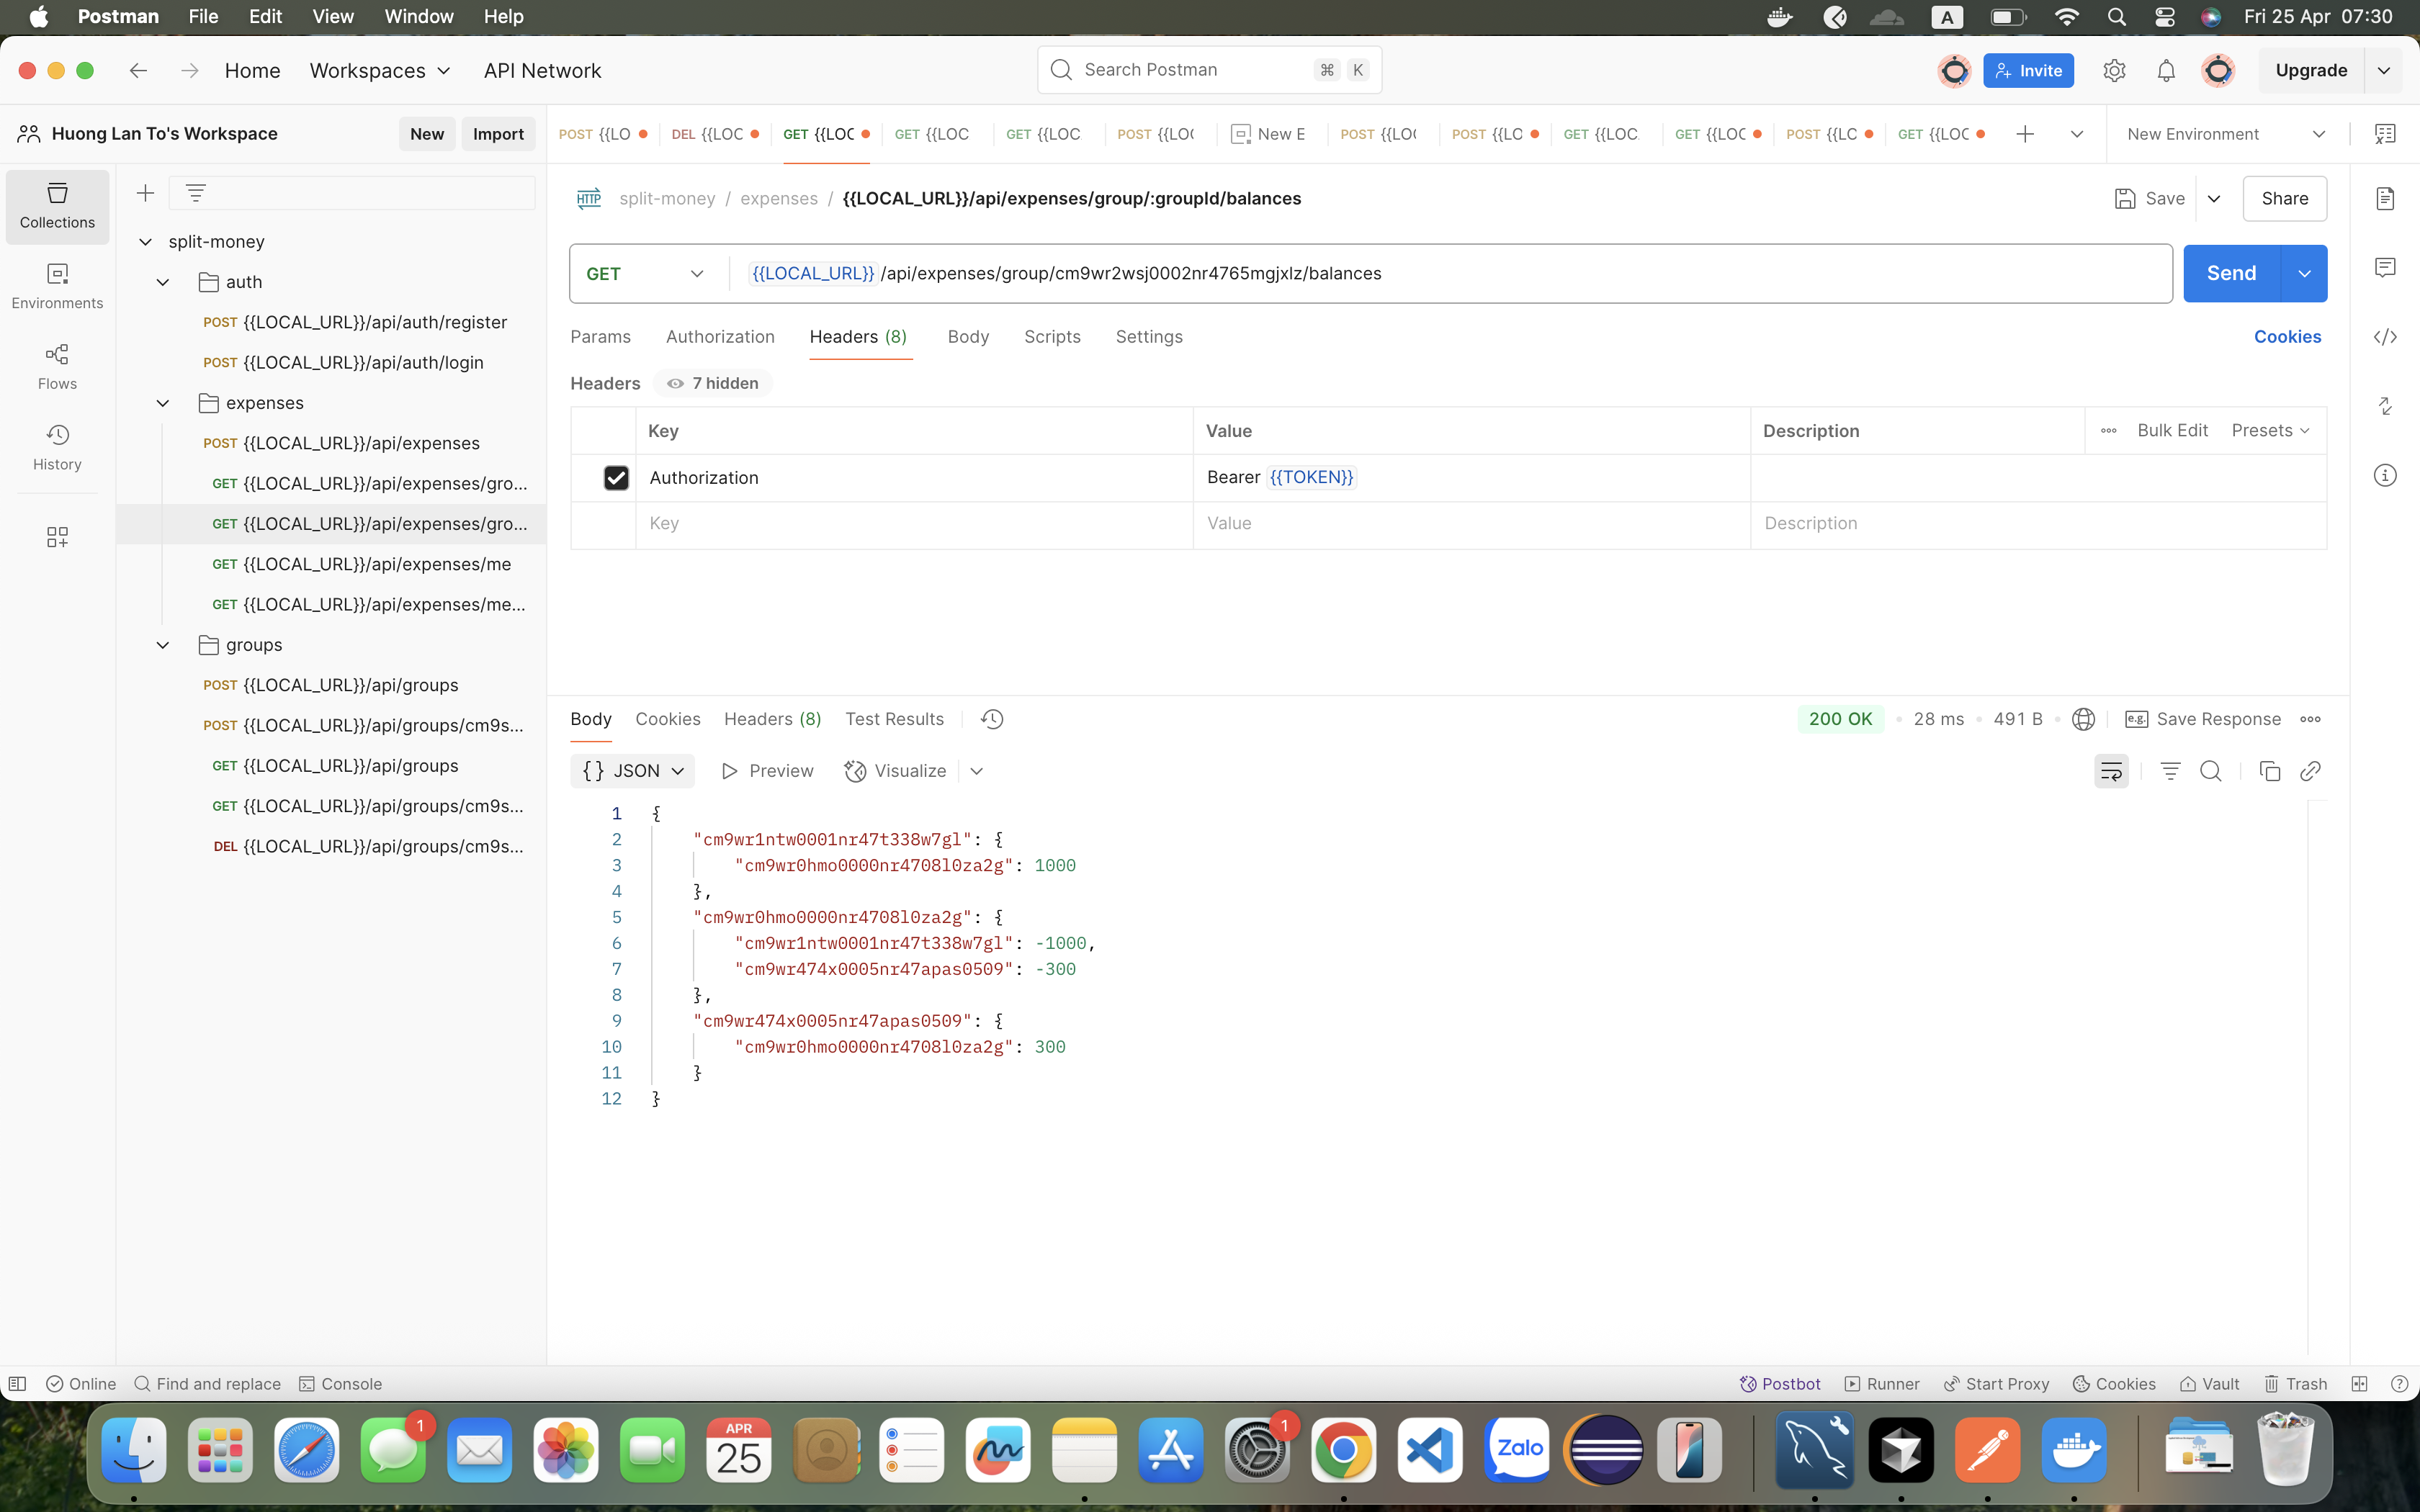 Postman File Edit View Window Help
A
Fri 25 Apr 07:30
Home Workspaces API Network
Search Postman ⌘ K
Invite
Upgrade
Huong Lan To's Workspace New Import
POST {{LO DEL {{LOC GET {{LOC GET {{LOC GET {{LOC POST {{LOC New E POST {{LOC POST {{LC GET {{LOC GET {{LOC POST {{LC GET {{LOC
New Environment
Collections
Environments
Flows
History
split-money
auth
POST {{LOCAL_URL}}/api/auth/register
POST {{LOCAL_URL}}/api/auth/login
expenses
POST {{LOCAL_URL}}/api/expenses
GET {{LOCAL_URL}}/api/expenses/gro...
GET {{LOCAL_URL}}/api/expenses/gro...
GET {{LOCAL_URL}}/api/expenses/me
GET {{LOCAL_URL}}/api/expenses/me...
groups
POST {{LOCAL_URL}}/api/groups
POST {{LOCAL_URL}}/api/groups/cm9s...
GET {{LOCAL_URL}}/api/groups
GET {{LOCAL_URL}}/api/groups/cm9s...
DEL {{LOCAL_URL}}/api/groups/cm9s...
HTTP split-money / expenses / {{LOCAL_URL}}/api/expenses/group/:groupId/balances
Save Share
GET {{LOCAL_URL}} /api/expenses/group/cm9wr2wsj0002nr4765mgjxlz/balances
Send
Params Authorization Headers (8) Body Scripts Settings
Cookies
Headers 7 hidden
Key Value Description Bulk Edit Presets
Authorization Bearer {{TOKEN}}
Key Value Description
Body Cookies Headers (8) Test Results
200 OK • 28 ms • 491 B • e.g. Save Response
{} JSON Preview Visualize
1 {
2 "cm9wr1ntw0001nr47t338w7gl": {
3 "cm9wr0hmo0000nr4708l0za2g": 1000
4 },
5 "cm9wr0hmo0000nr4708l0za2g": {
6 "cm9wr1ntw0001nr47t338w7gl": -1000,
7 "cm9wr474x0005nr47apas0509": -300
8 },
9 "cm9wr474x0005nr47apas0509": {
10 "cm9wr0hmo0000nr4708l0za2g": 300
11 }
12 }
Online Find and replace Console
Postbot Runner Start Proxy Cookies Vault Trash
1
APR
25
1
Zalo